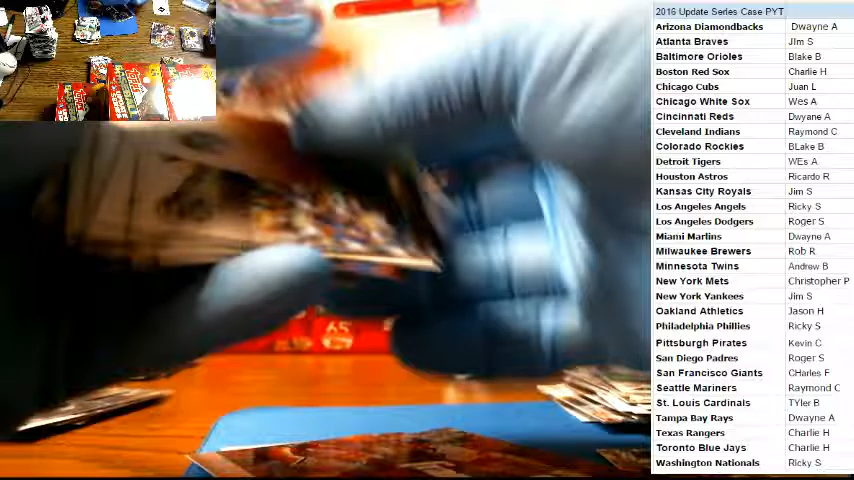 2016 Update Series Case PYT
Arizona Diamondbacks Dwayne A
Atlanta Braves JIm S
Baltimore Orioles Blake B
Boston Red Sox Charlie H
Chicago Cubs Juan L
Chicago White Sox Wes A
Cincinnati Reds Dwyane A
Cleveland Indians Raymond C
Colorado Rockies BLake B
Detroit Tigers WEs A
Houston Astros Ricardo R
Kansas City Royals Jim S
Los Angeles Angels Ricky S
Los Angeles Dodgers Roger S
Miami Marlins Dwayne A
Milwaukee Brewers Rob R
Minnesota Twins Andrew B
New York Mets Christopher P
New York Yankees Jim S
Oakland Athletics Jason H
Philadelphia Phillies Ricky S
Pittsburgh Pirates Kevin C
San Diego Padres Roger S
San Francisco Giants CHarles F
Seattle Mariners Raymond C
St. Louis Cardinals TYler B
Tampa Bay Rays Dwayne A
Texas Rangers Charlie H
Toronto Blue Jays Charlie H
Washington Nationals Ricky S
65